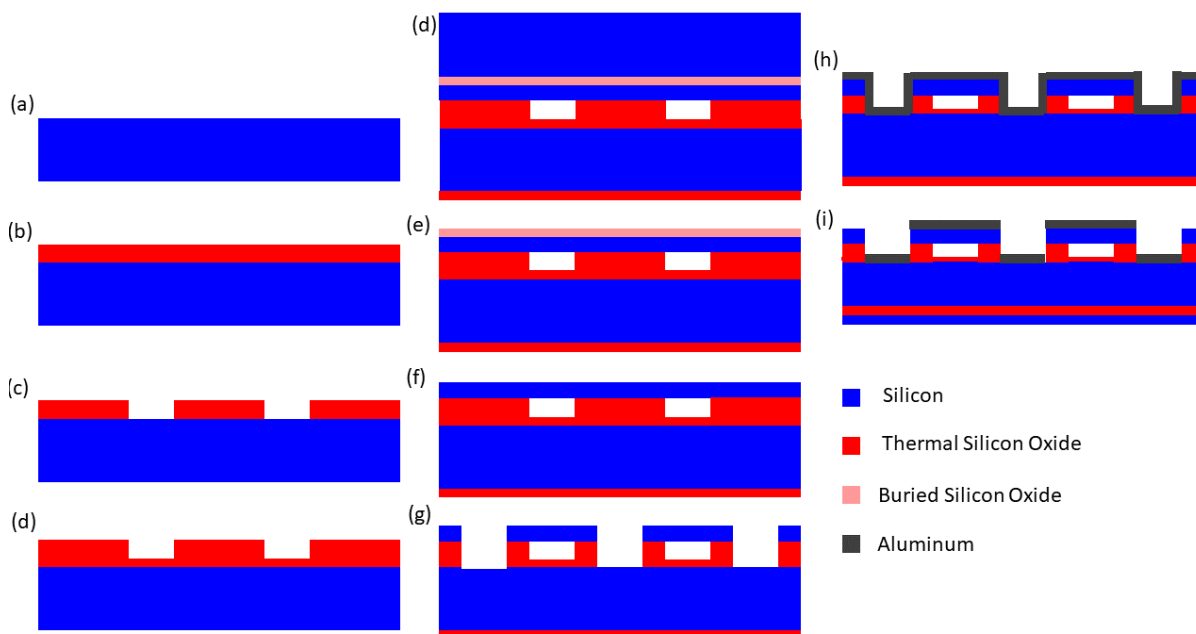 (a)
(b)
(c)
(d)
(d)
(e)
(f)
(g)
(h)
(i)
Silicon
Thermal Silicon Oxide
Buried Silicon Oxide
Aluminum